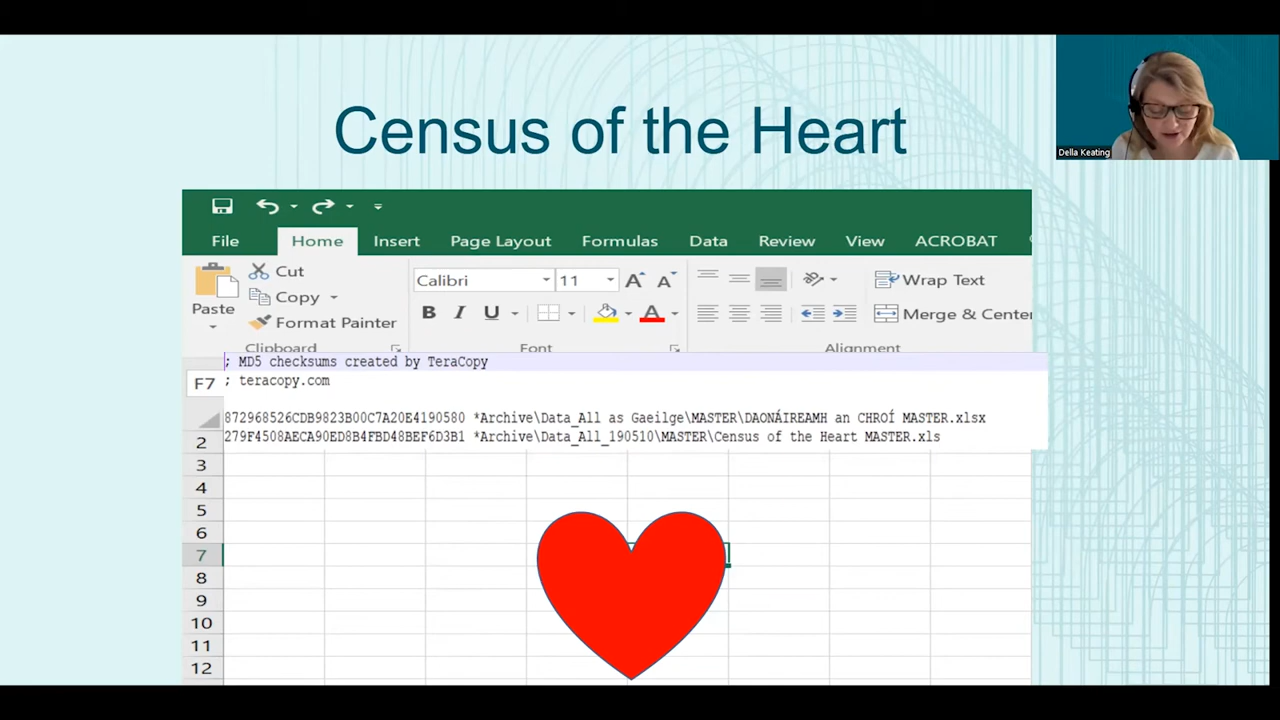 Census of the Heart
Della Keating
File Home Insert Page Layout Formulas Data Review View ACROBAT
Cut
Copy
Format Painter
Paste
Clipboard
Calibri 11 A A
B I U A
Font
Wrap Text
Merge & Center
Alignment
; MD5 checksums created by TeraCopy
F7 ; teracopy.com
872968526CDB9823B00C7A20E4190580 *Archive\Data_All as Gaeilge\MASTER\DAONÁIREAMH an CHROÍ MASTER.xlsx
279F4508AECA90ED8B4FBD48BEF6D3B1 *Archive\Data_All_190510\MASTER\Census of the Heart MASTER.xls
2
3
4
5
6
7
8
9
10
11
12